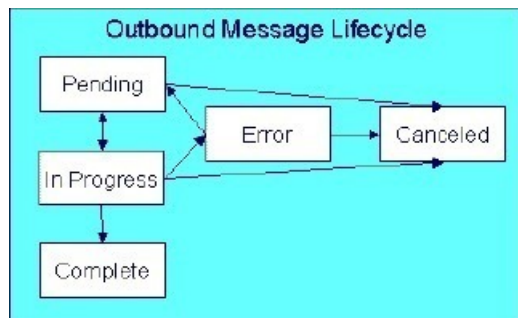 Outbound Message Lifecycle
Pending
Error
Canceled
In Progress
Complete